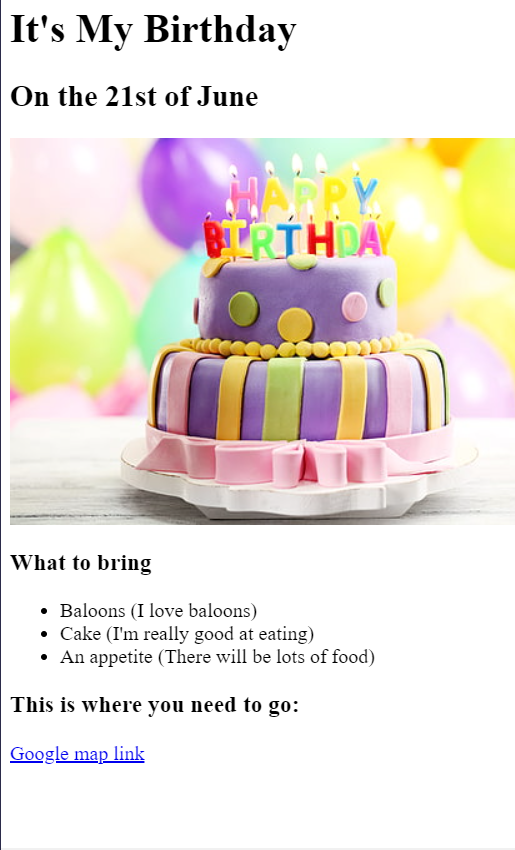 It's My Birthday
On the 21st of June
HAPPY
BIRTHDAY
What to bring
Baloons (I love baloons)
Cake (I'm really good at eating)
An appetite (There will be lots of food)
This is where you need to go:
Google map link